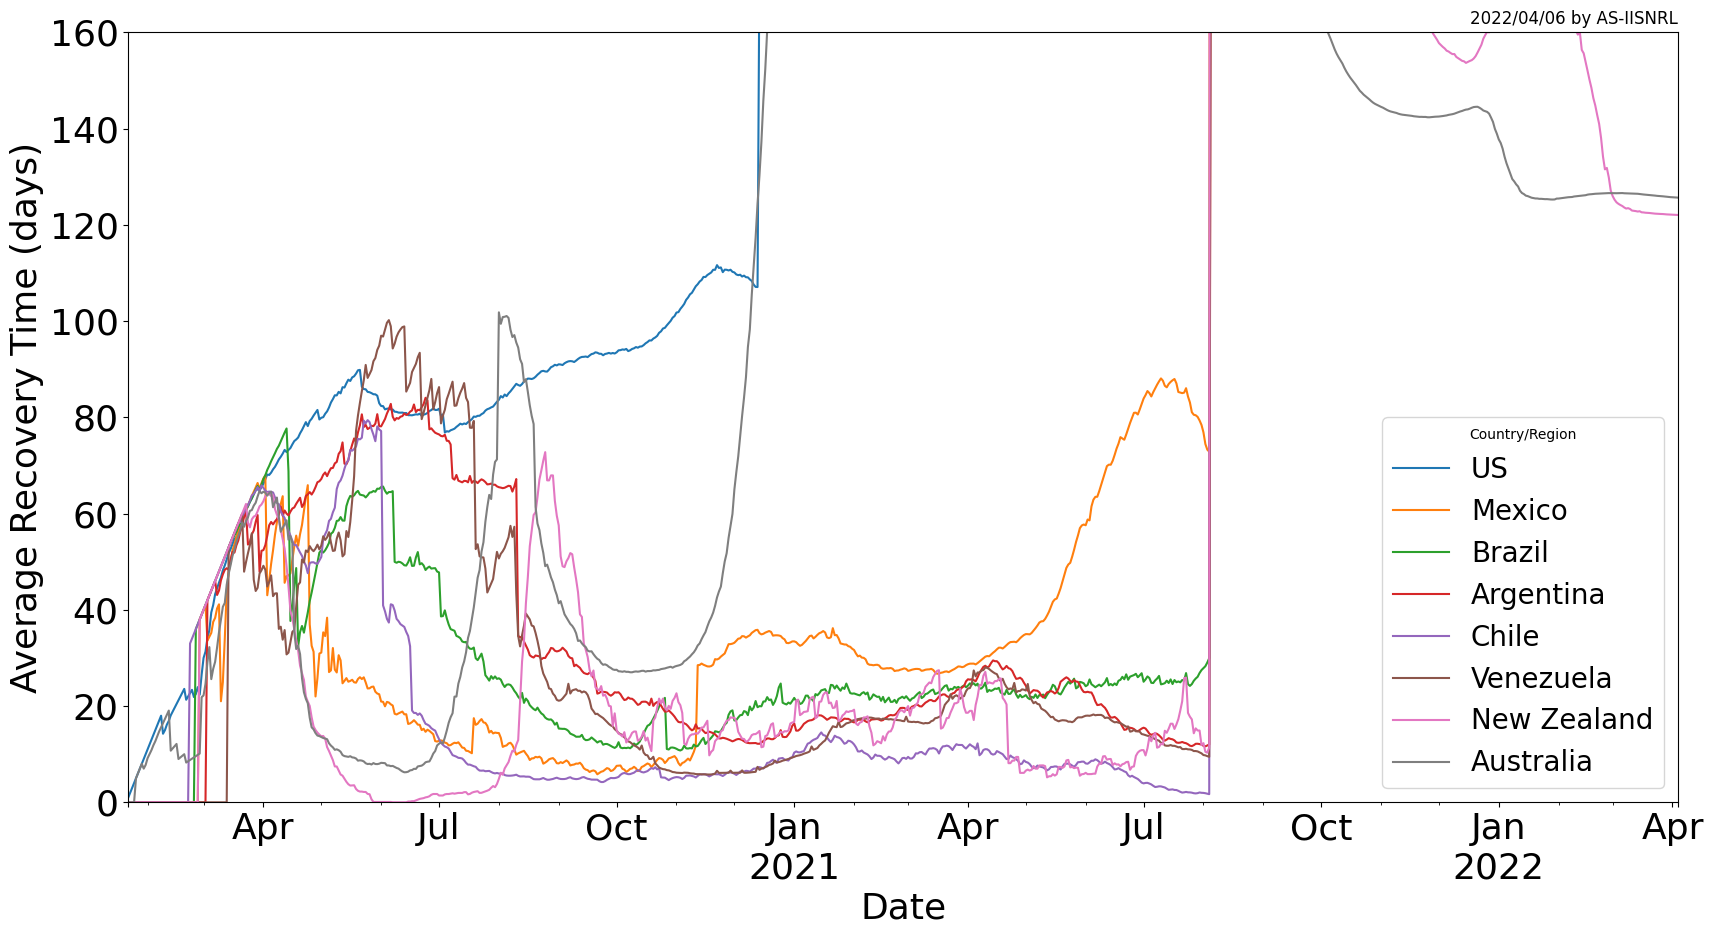 2022/04/06 by AS-IISNRL
160
140
120
100
80
60
40
20
0
Average Recovery Time (days)
Country/Region
US
Mexico
Brazil
Argentina
Chile
Venezuela
New Zealand
Australia
Apr Jul Oct Jan Apr Jul Oct Jan Apr
2021 2022
Date